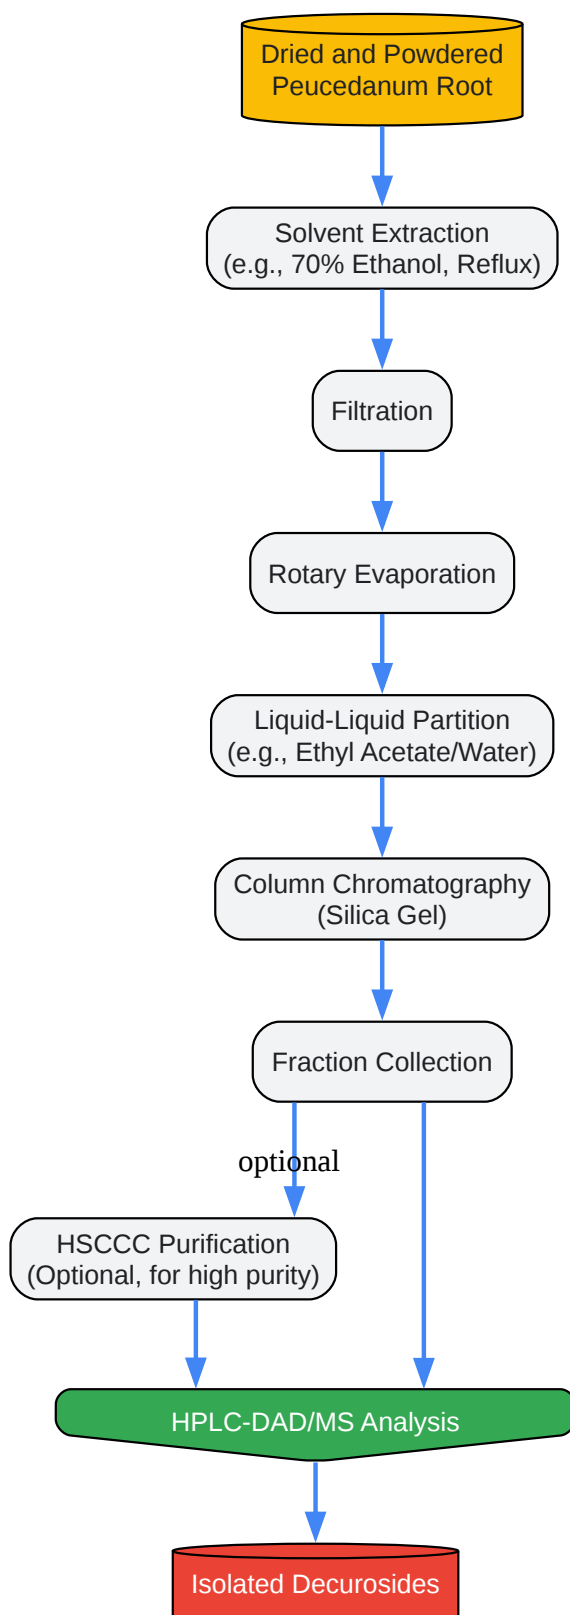 Dried and Powdered
Peucedanum Root
Solvent Extraction
(e.g., 70% Ethanol, Reflux)
Filtration
Rotary Evaporation
Liquid-Liquid Partition
(e.g., Ethyl Acetate/Water)
Column Chromatography
(Silica Gel)
Fraction Collection
optional
HSCCC Purification
(Optional, for high purity)
HPLC-DAD/MS Analysis
Isolated Decurosides